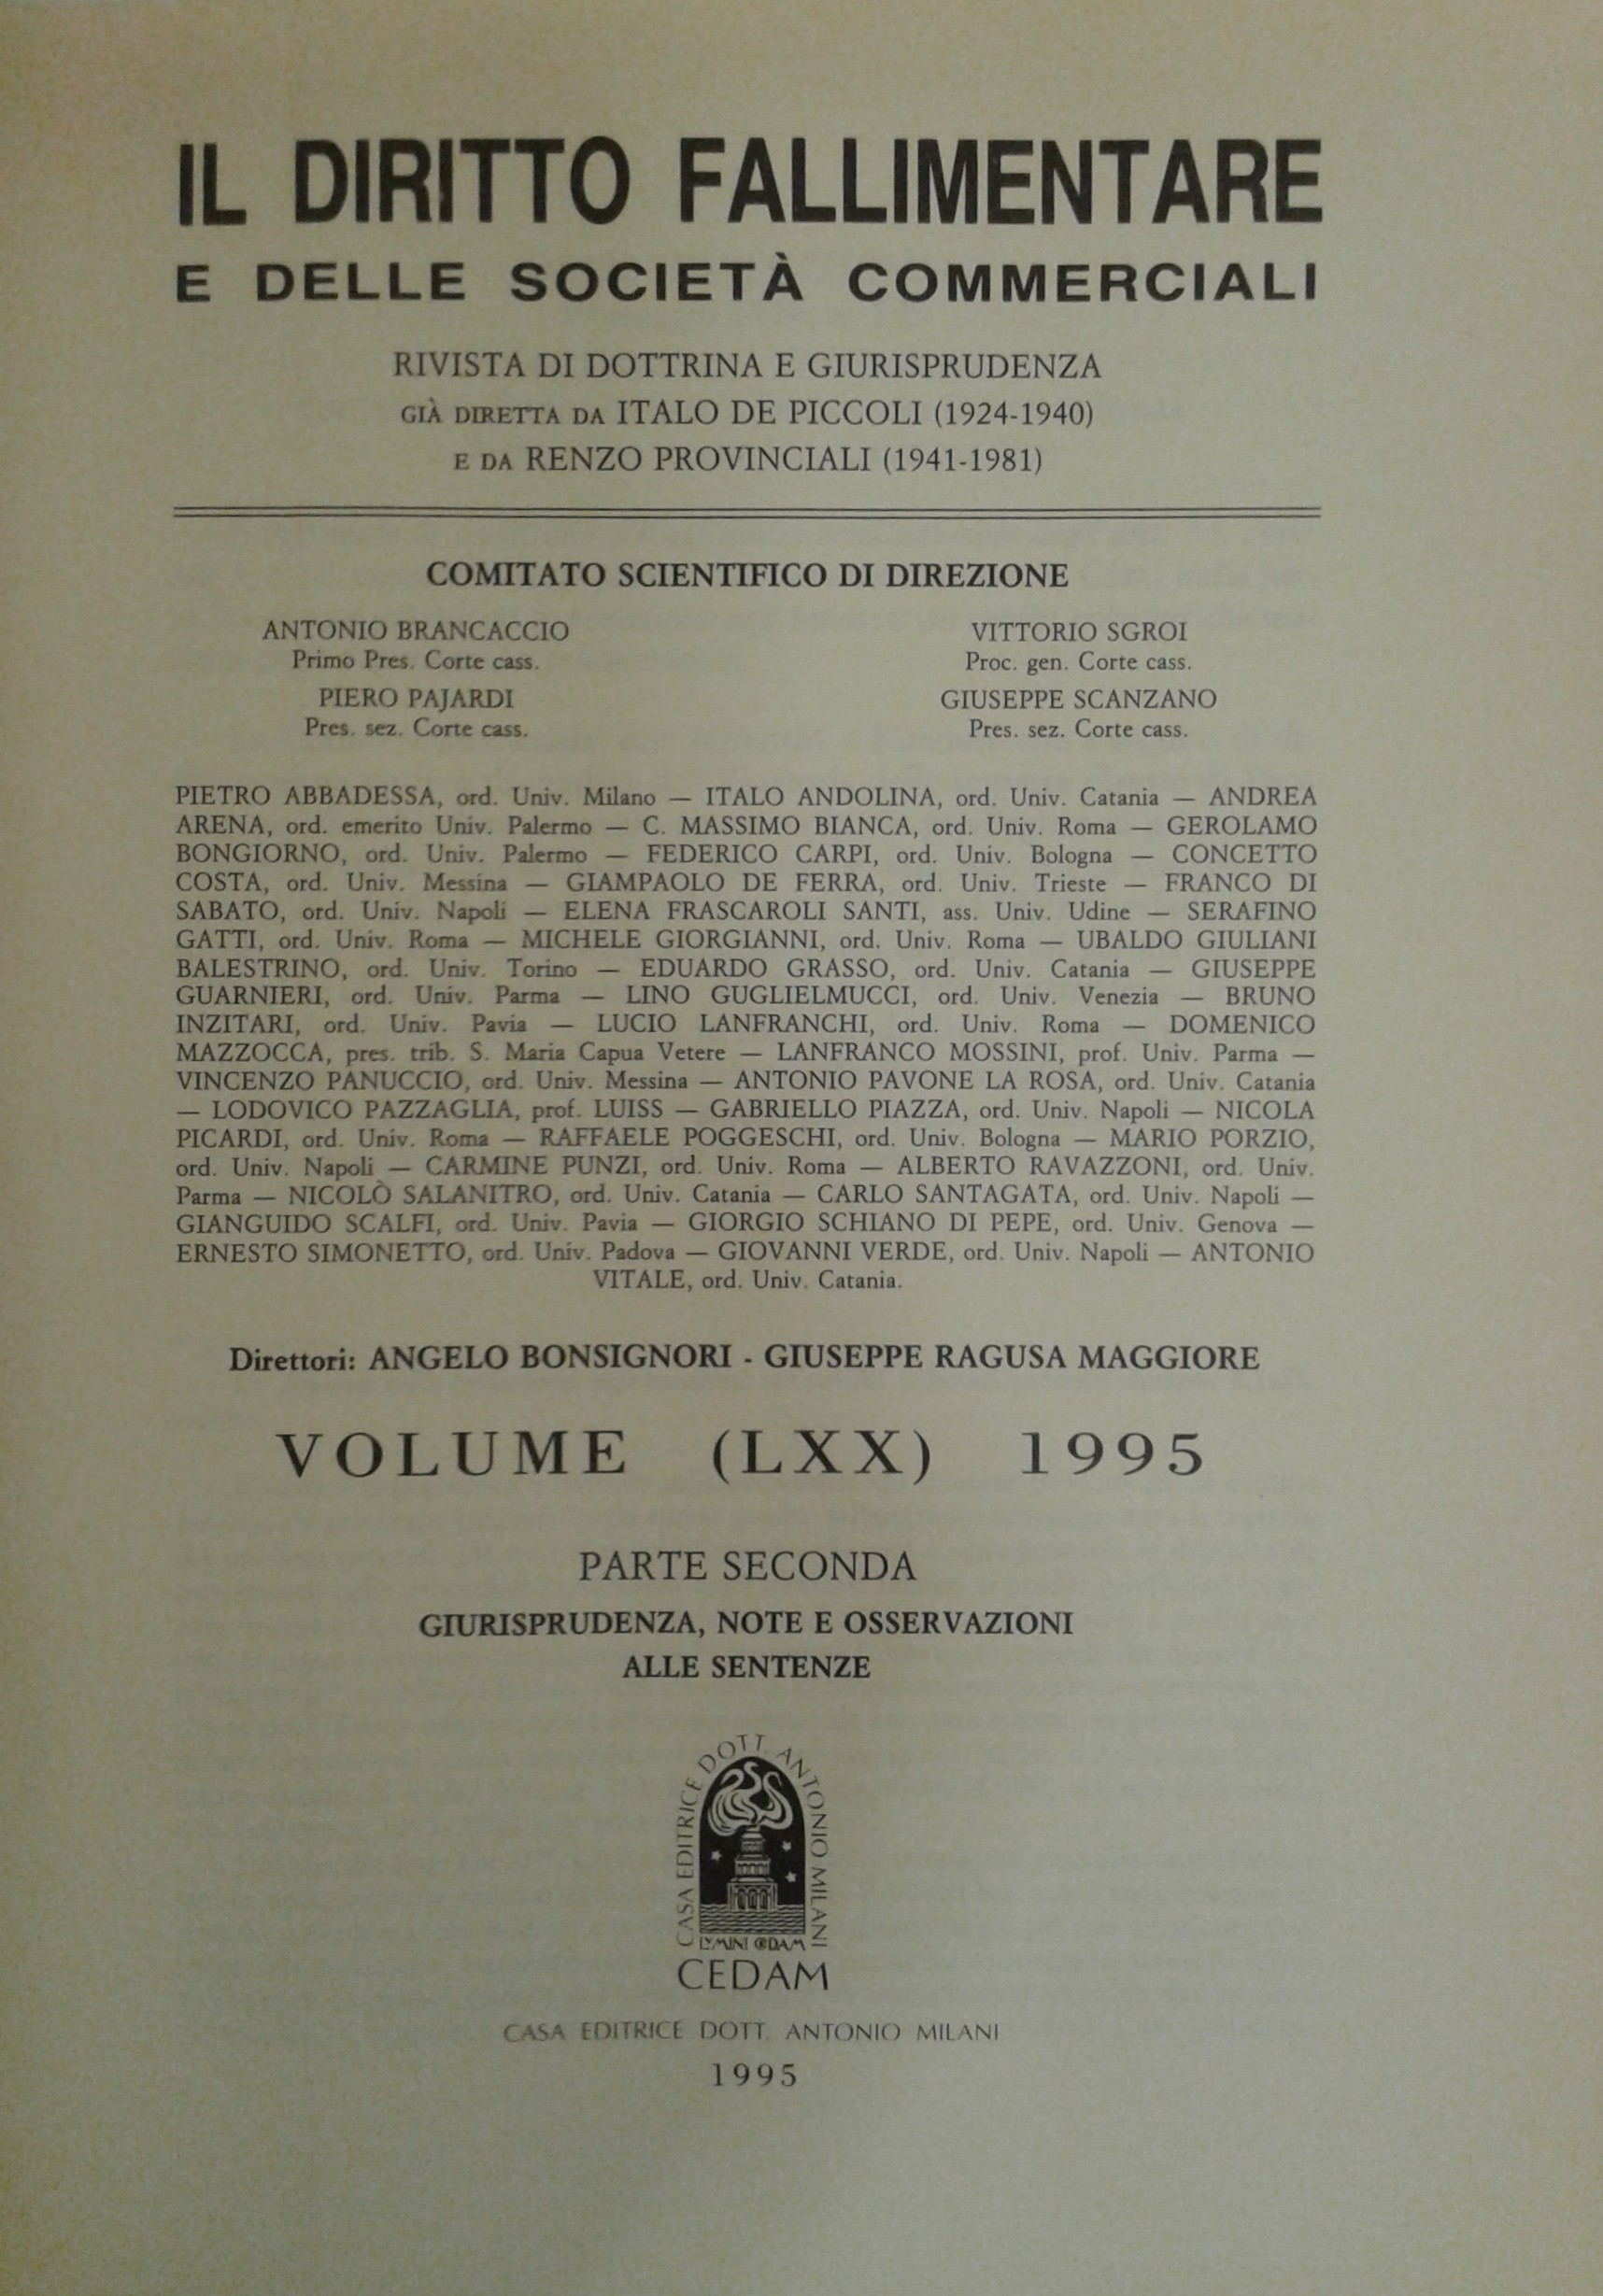 IL DIRITTO FALLIMENTARE
E DELLE SOCIETÀ COMMERCIALI
RIVISTA DI DOTTRINA E GIURISPRUDENZA
GIÀ DIRETTA DA ITALO DE PICCOLI (1924-1940)
E DA RENZO PROVINCIALI (1941-1981)
COMITATO SCIENTIFICO DI DIREZIONE
ANTONIO BRANCACCIO
Primo Pres. Corte cass.
PIERO PAJARDI
Pres. sez. Corte cass.
VITTORIO SGROI
Proc. gen. Corte cass.
GIUSEPPE SCANZANO
Pres. sez. Corte cass.
PIETRO ABBADESSA, ord. Univ. Milano — ITALO ANDOLINA, ord. Univ. Catania — ANDREA
ARENA, ord. emerito Univ. Palermo — C. MASSIMO BIANCA, ord. Univ. Roma — GEROLAMO
BONGIORNO, ord. Univ. Palermo — FEDERICO CARPI, ord. Univ. Bologna — CONCETTO
COSTA, ord. Univ. Messina — GIAMPAOLO DE FERRA, ord. Univ. Trieste — FRANCO DI
SABATO, ord. Univ. Napoli — ELENA FRASCAROLI SANTI, ass. Univ. Udine — SERAFINO
GATTI, ord. Univ. Roma — MICHELE GIORGIANNI, ord. Univ. Roma — UBALDO GIULIANI
BALESTRINO, ord. Univ. Torino — EDUARDO GRASSO, ord. Univ. Catania — GIUSEPPE
GUARNIERI, ord. Univ. Parma — LINO GUGLIELMUCCI, ord. Univ. Venezia — BRUNO
INZITARI, ord. Univ. Pavia — LUCIO LANFRANCHI, ord. Univ. Roma — DOMENICO
MAZZOCCA, pres. trib. S. Maria Capua Vetere — LANFRANCO MOSSINI, prof. Univ. Parma —
VINCENZO PANUCCIO, ord. Univ. Messina — ANTONIO PAVONE LA ROSA, ord. Univ. Catania
— LODOVICO PAZZAGLIA, prof. LUISS — GABRIELLO PIAZZA, ord. Univ. Napoli — NICOLA
PICARDI, ord. Univ. Roma — RAFFAELE POGGESCHI, ord. Univ. Bologna — MARIO PORZIO,
ord. Univ. Napoli — CARMINE PUNZI, ord. Univ. Roma — ALBERTO RAVAZZONI, ord. Univ.
Parma — NICOLÒ SALANITRO, ord. Univ. Catania — CARLO SANTAGATA, ord. Univ. Napoli —
GIANGUIDO SCALFI, ord. Univ. Pavia — GIORGIO SCHIANO DI PEPE, ord. Univ. Genova —
ERNESTO SIMONETTO, ord. Univ. Padova — GIOVANNI VERDE, ord. Univ. Napoli — ANTONIO
VITALE, ord. Univ. Catania.
Direttori: ANGELO BONSIGNORI - GIUSEPPE RAGUSA MAGGIORE
VOLUME (LXX) 1995
PARTE SECONDA
GIURISPRUDENZA, NOTE E OSSERVAZIONI
ALLE SENTENZE
CASA EDITRICE DOTT. ANTONIO MILANI
LVMINI CEDAM
CEDAM
CASA EDITRICE DOTT. ANTONIO MILANI
1995